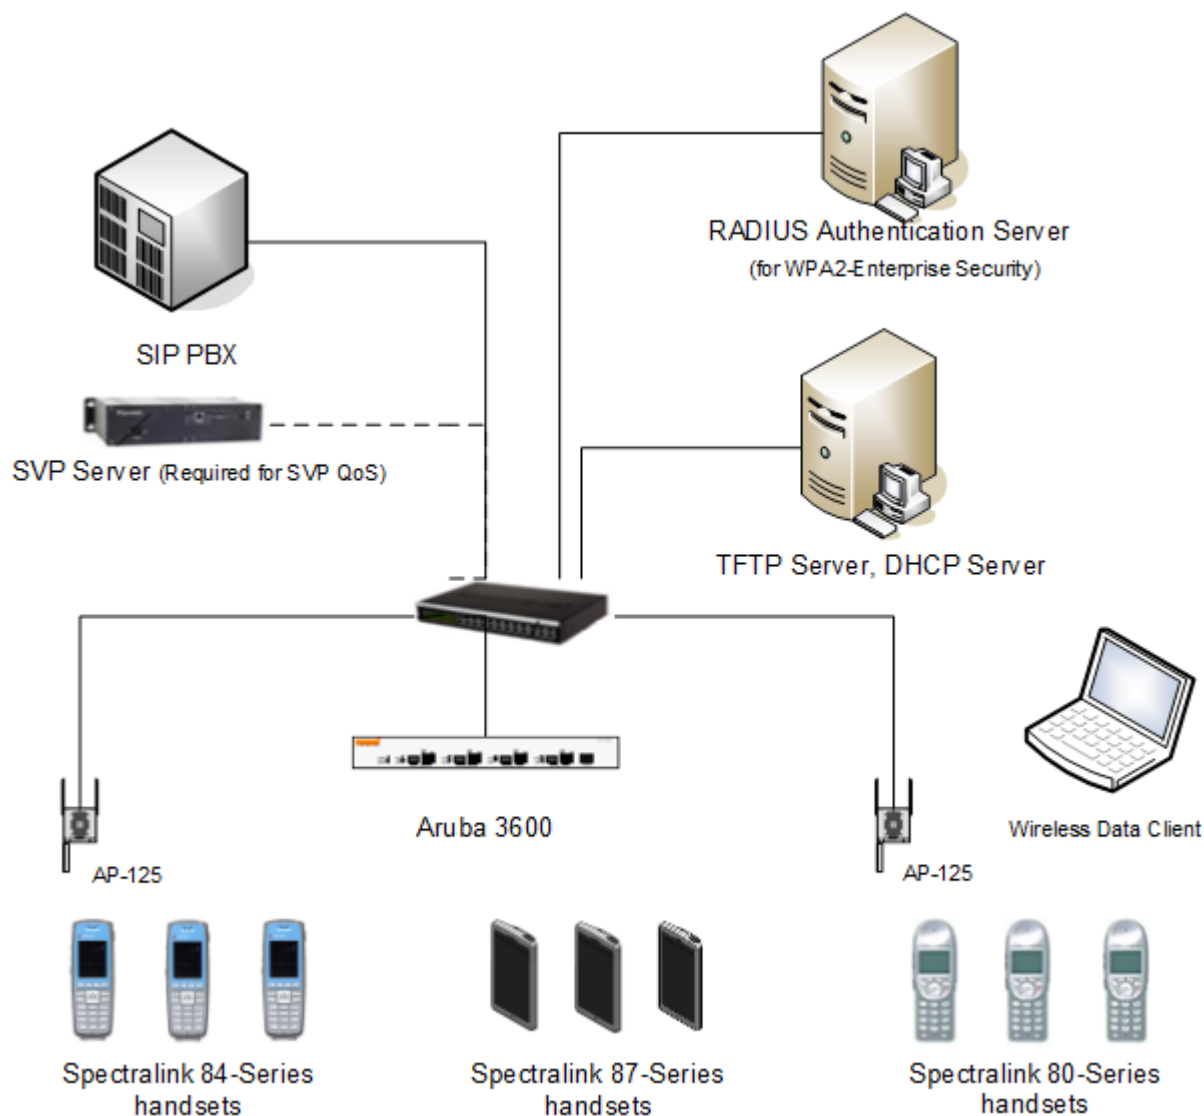 RADIUS Authentication Server
(for WPA2-Enterprise Security)
SIP PBX
SVP Server (Required for SVP QoS)
TFTP Server, DHCP Server
Aruba 3600
Wireless Data Client
AP-125
AP-125
Spectralink 84-Series
handsets
Spectralink 87-Series
handsets
Spectralink 80-Series
handsets